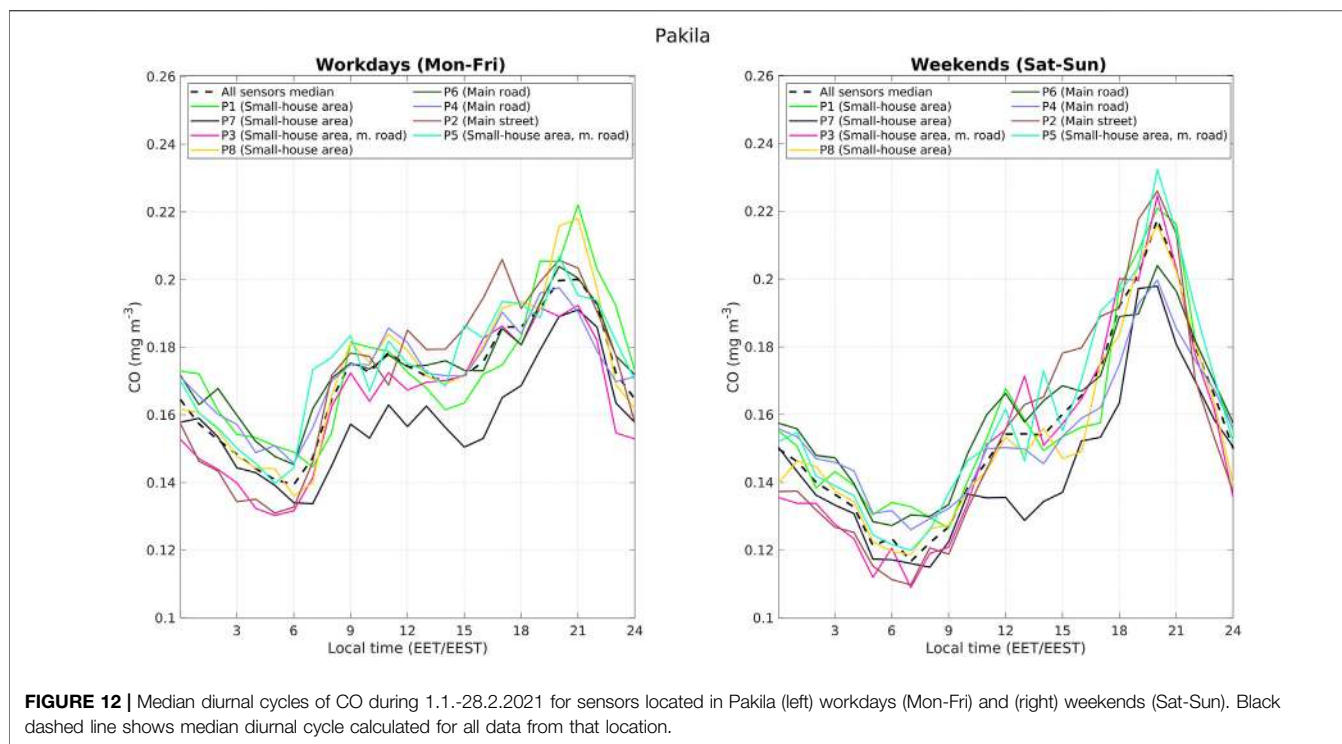 Pakila
Workdays (Mon-Fri)
0.26
0.24
0.22
0.2
0.18
0.16
0.14
0.12
0.1
CO (mg m-3)
All sensors median
P1 (Small-house area)
P7 (Small-house area)
P3 (Small-house area, m. road)
P8 (Small-house area)
P6 (Main road)
P4 (Main road)
P2 (Main street)
P5 (Small-house area, m. road)
3 6 9 12 15 18 21 24
Local time (EET/EEST)
Weekends (Sat-Sun)
0.26
0.24
0.22
0.2
0.18
0.16
0.14
0.12
0.1
CO (mg m-3)
All sensors median
P1 (Small-house area)
P7 (Small-house area)
P3 (Small-house area, m. road)
P8 (Small-house area)
P6 (Main road)
P4 (Main road)
P2 (Main street)
P5 (Small-house area, m. road)
3 6 9 12 15 18 21 24
Local time (EET/EEST)
FIGURE 12 | Median diurnal cycles of CO during 1.1.-28.2.2021 for sensors located in Pakila (left) workdays (Mon-Fri) and (right) weekends (Sat-Sun). Black
dashed line shows median diurnal cycle calculated for all data from that location.